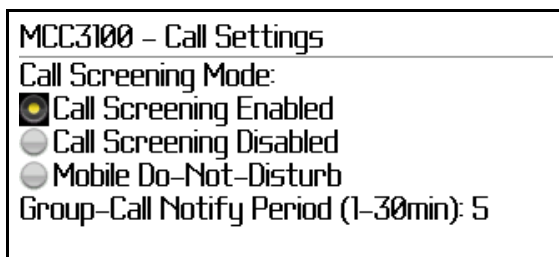 MCC3100 – Call Settings
Call Screening Mode:
Call Screening Enabled
Call Screening Disabled
Mobile Do-Not-Disturb
Group-Call Notify Period (1-30min): 5